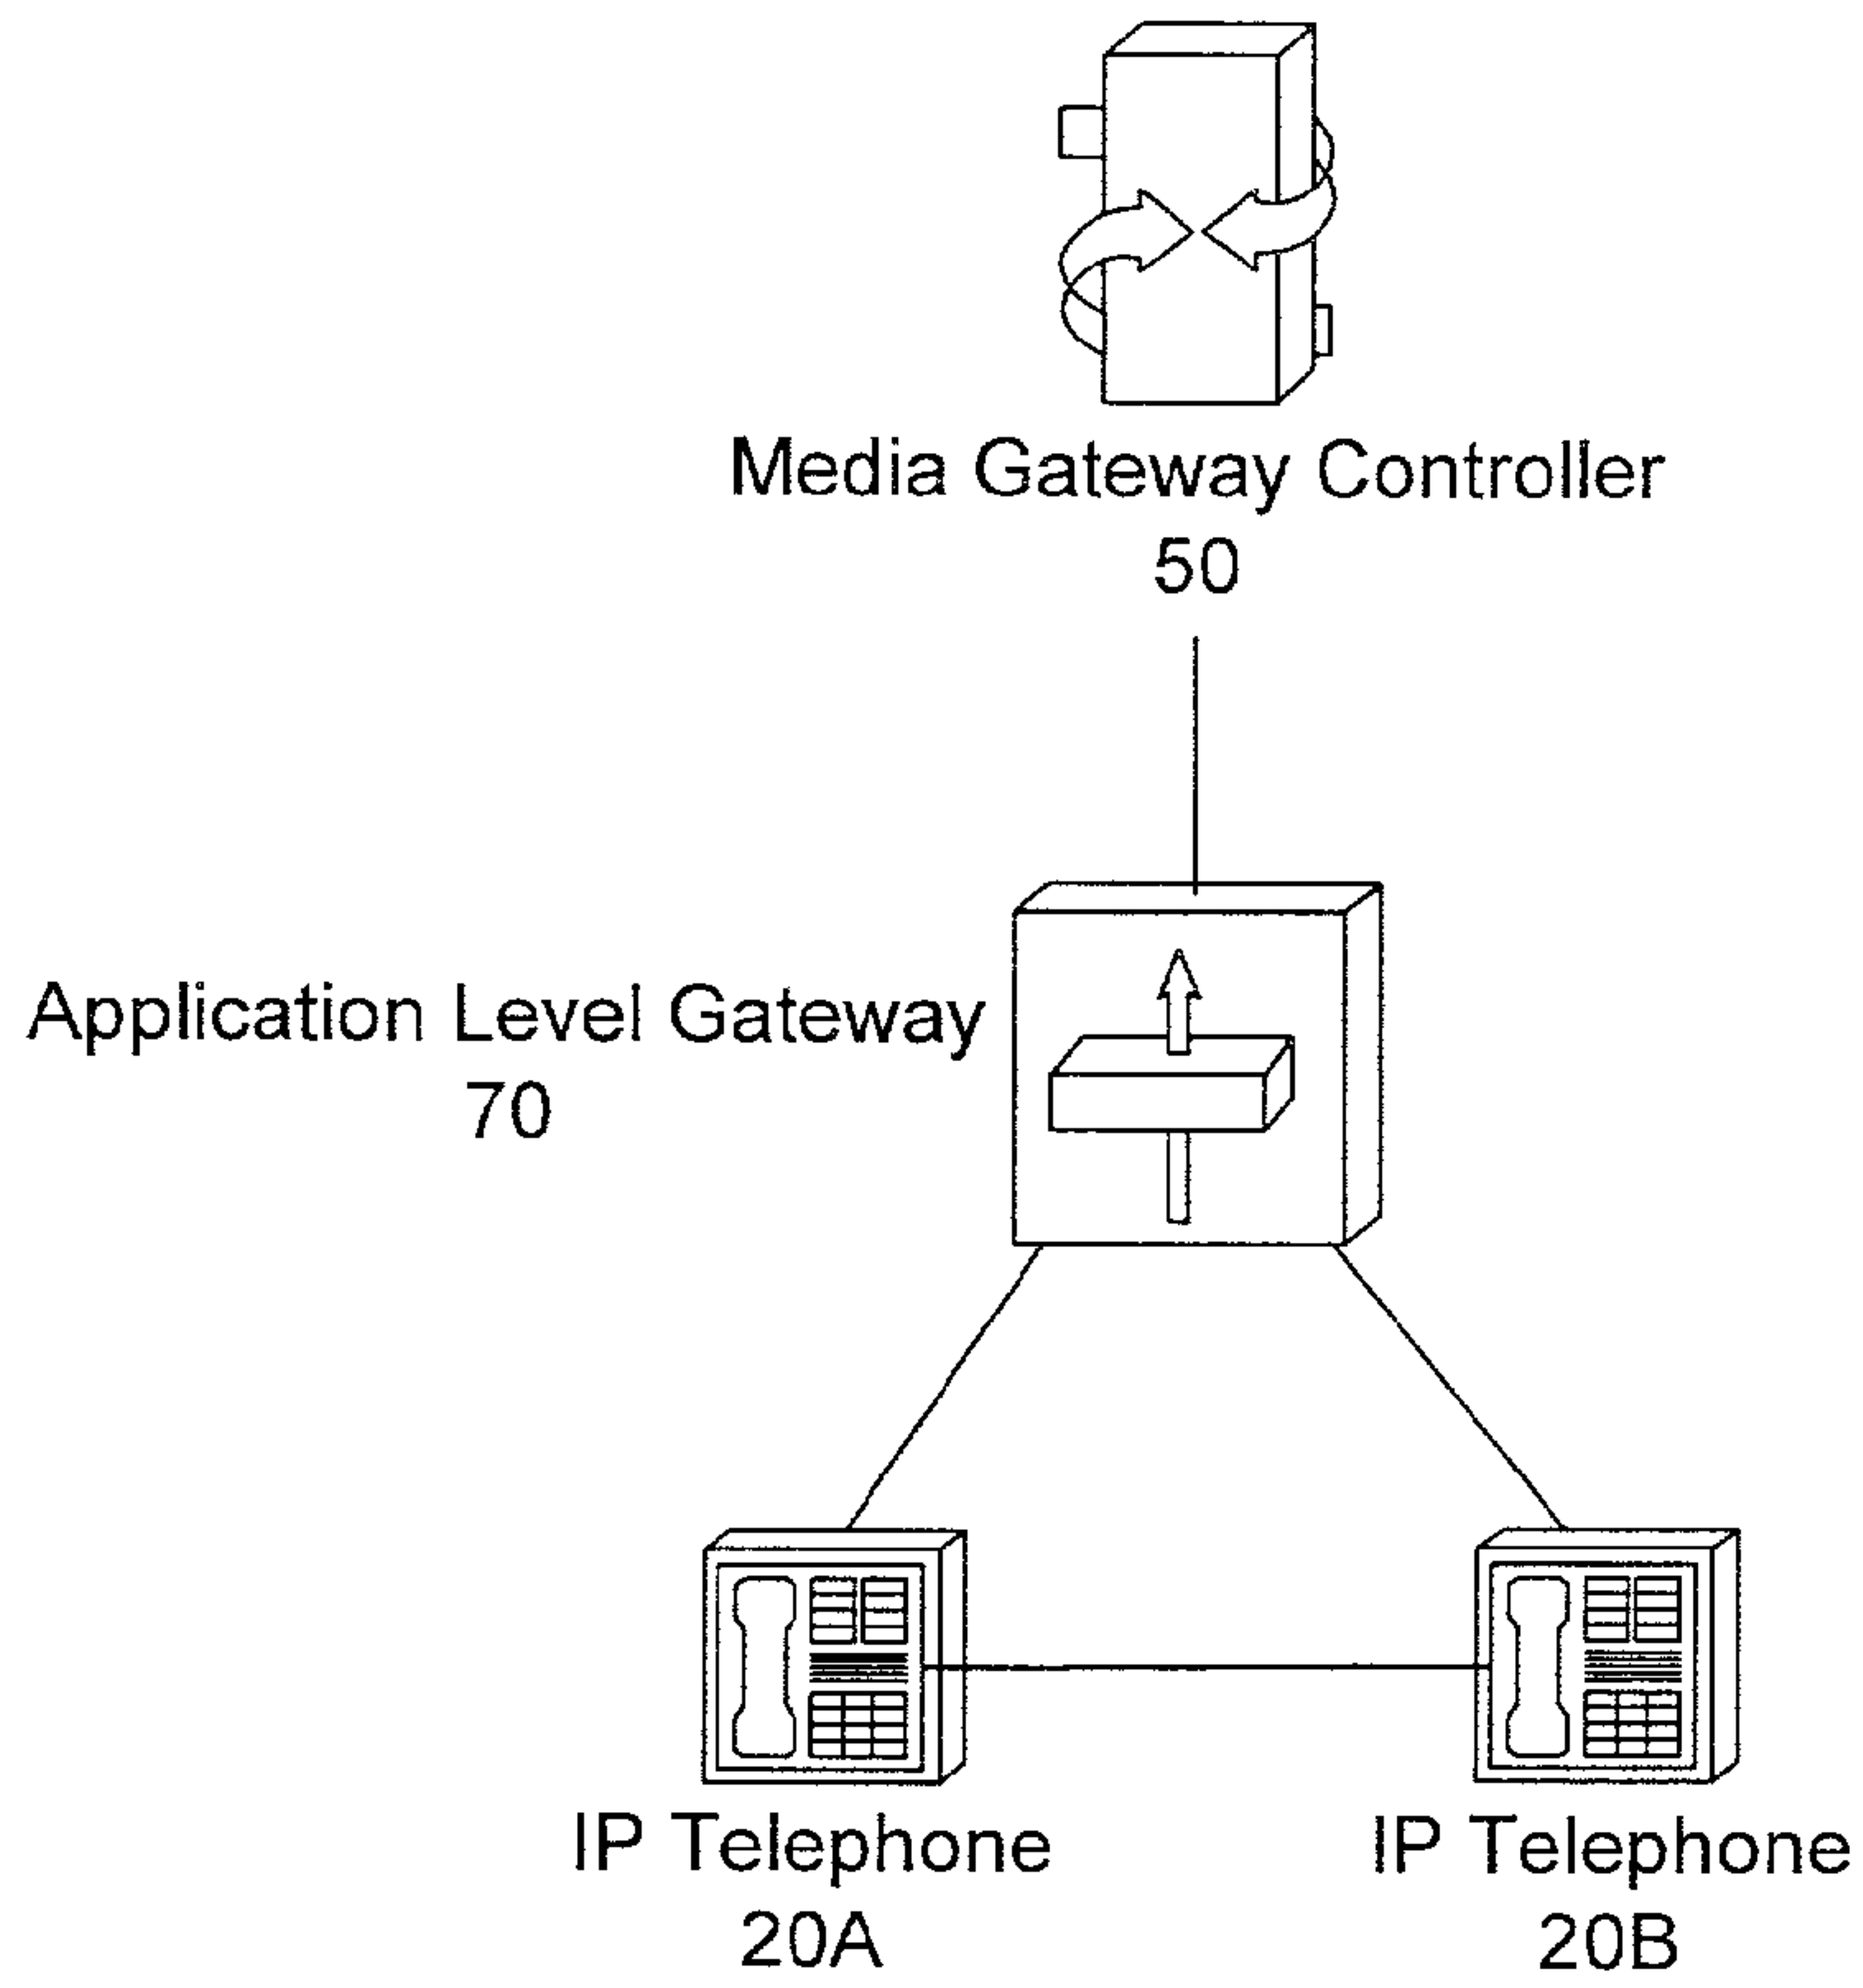 Media Gateway Controller
50
Application Level Gateway
70
IP Telephone
20A
IP Telephone
20B